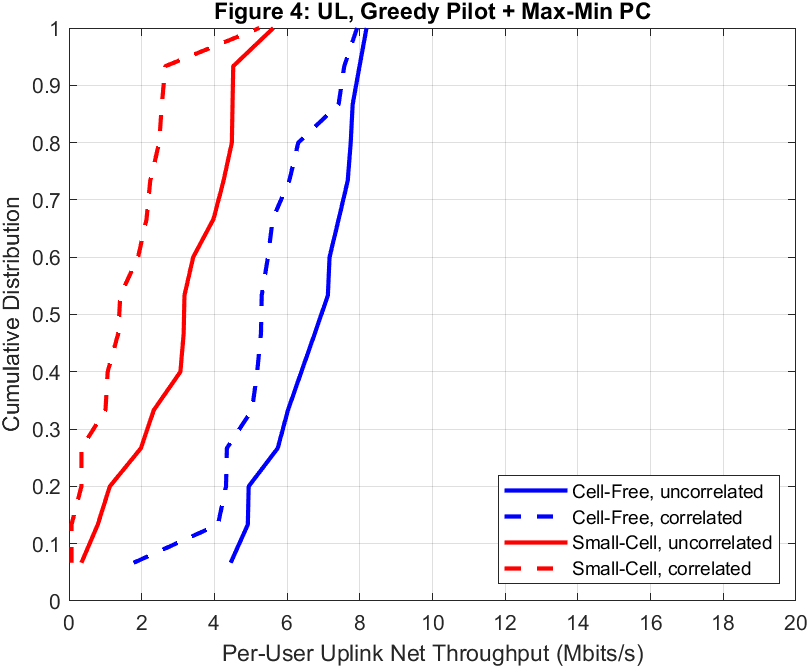 Figure 4: UL, Greedy Pilot + Max-Min PC
1
0.9
0.8
0.7
0.6
0.5
0.4
0.3
0.2
0.1
0
Cumulative Distribution
Cell-Free, uncorrelated
Cell-Free, correlated
Small-Cell, uncorrelated
Small-Cell, correlated
0 2 4 6 8 10 12 14 16 18 20
Per-User Uplink Net Throughput (Mbits/s)